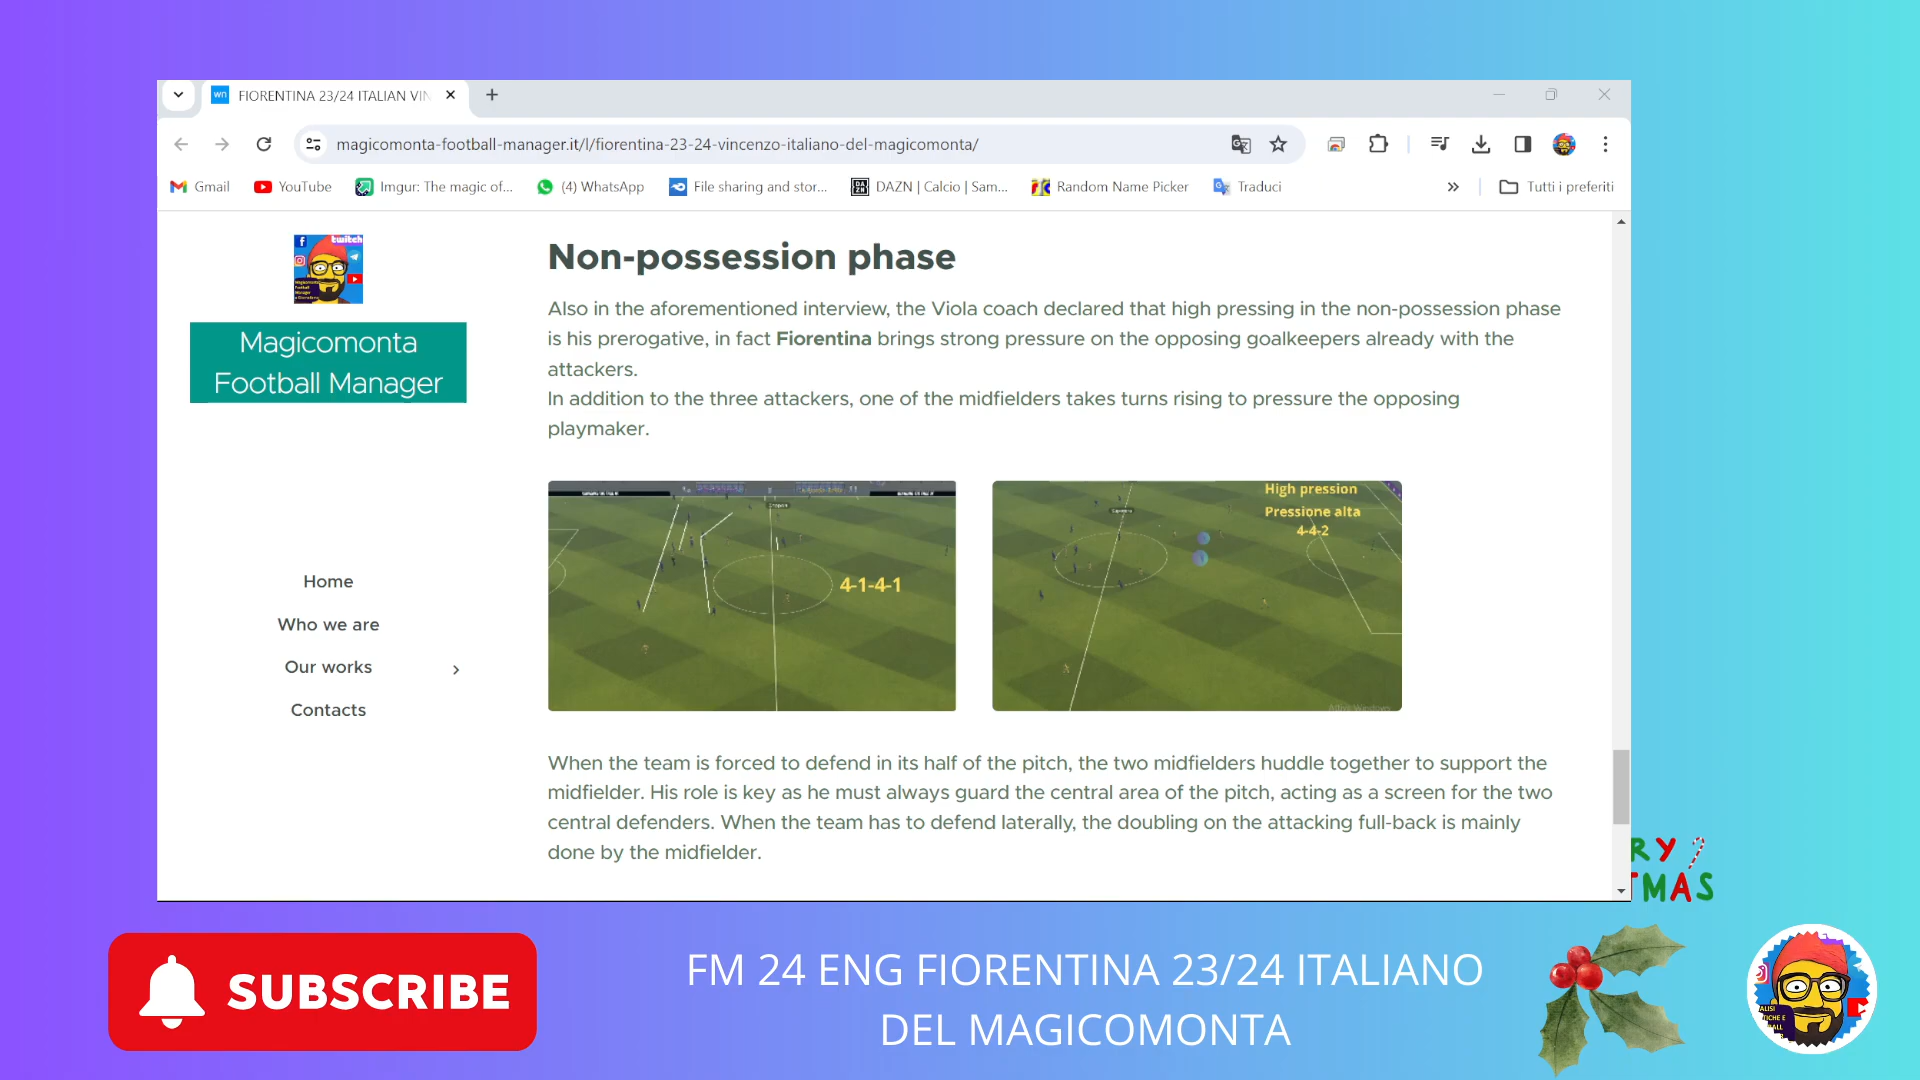 FIORENTINA 23/24 ITALIAN VIN
magicomonta-football-manager.it/l/fiorentina-23-24-vincenzo-italiano-del-magicomonta/
Gmail
YouTube
Imgur: The magic of...
(4) WhatsApp
File sharing and stor...
DAZN | Calcio | Sam...
Random Name Picker
Traduci
Tutti i preferiti
twitch
Magicomonta
Football Manager
Home
Who we are
Our works
Contacts
Non-possession phase
Also in the aforementioned interview, the Viola coach declared that high pressing in the non-possession phase
is his prerogative, in fact Fiorentina brings strong pressure on the opposing goalkeepers already with the
attackers.
In addition to the three attackers, one of the midfielders takes turns rising to pressure the opposing
playmaker.
4-1-4-1
High pression
Pressione alta
4-4-2
When the team is forced to defend in its half of the pitch, the two midfielders huddle together to support the
midfielder. His role is key as he must always guard the central area of the pitch, acting as a screen for the two
central defenders. When the team has to defend laterally, the doubling on the attacking full-back is mainly
done by the midfielder.
RY
TMAS
SUBSCRIBE
FM 24 ENG FIORENTINA 23/24 ITALIANO
DEL MAGICOMONTA